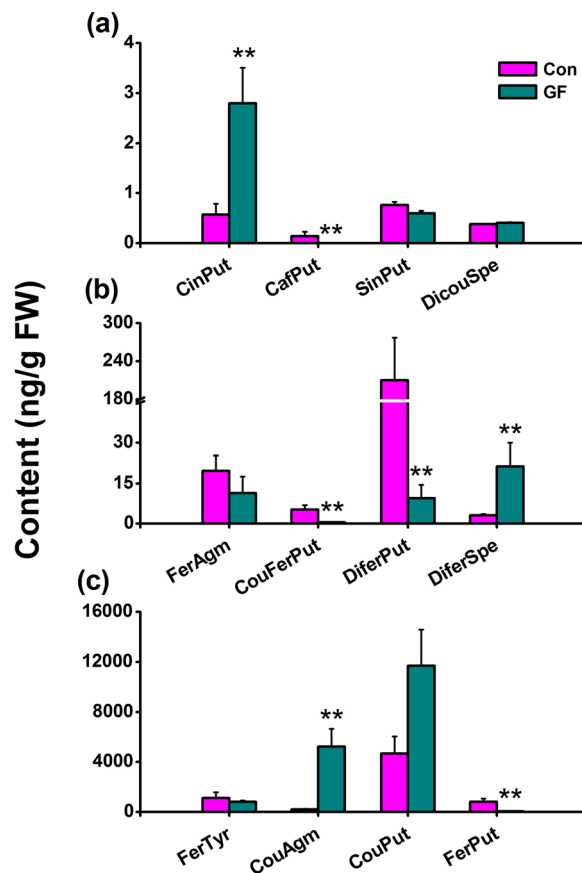 (a)
Con
GF
4
3
2
1
0
**
**
CinPut
CafPut
SinPut
DicouSpe
Content (ng/g FW)
(b)
300
240
180
30
15
0
**
**
**
FerAgm
CouFerPut
DiferPut
DiferSpe
(c)
16000
12000
8000
4000
0
**
**
FerTyr
CouAgm
CouPut
FerPut